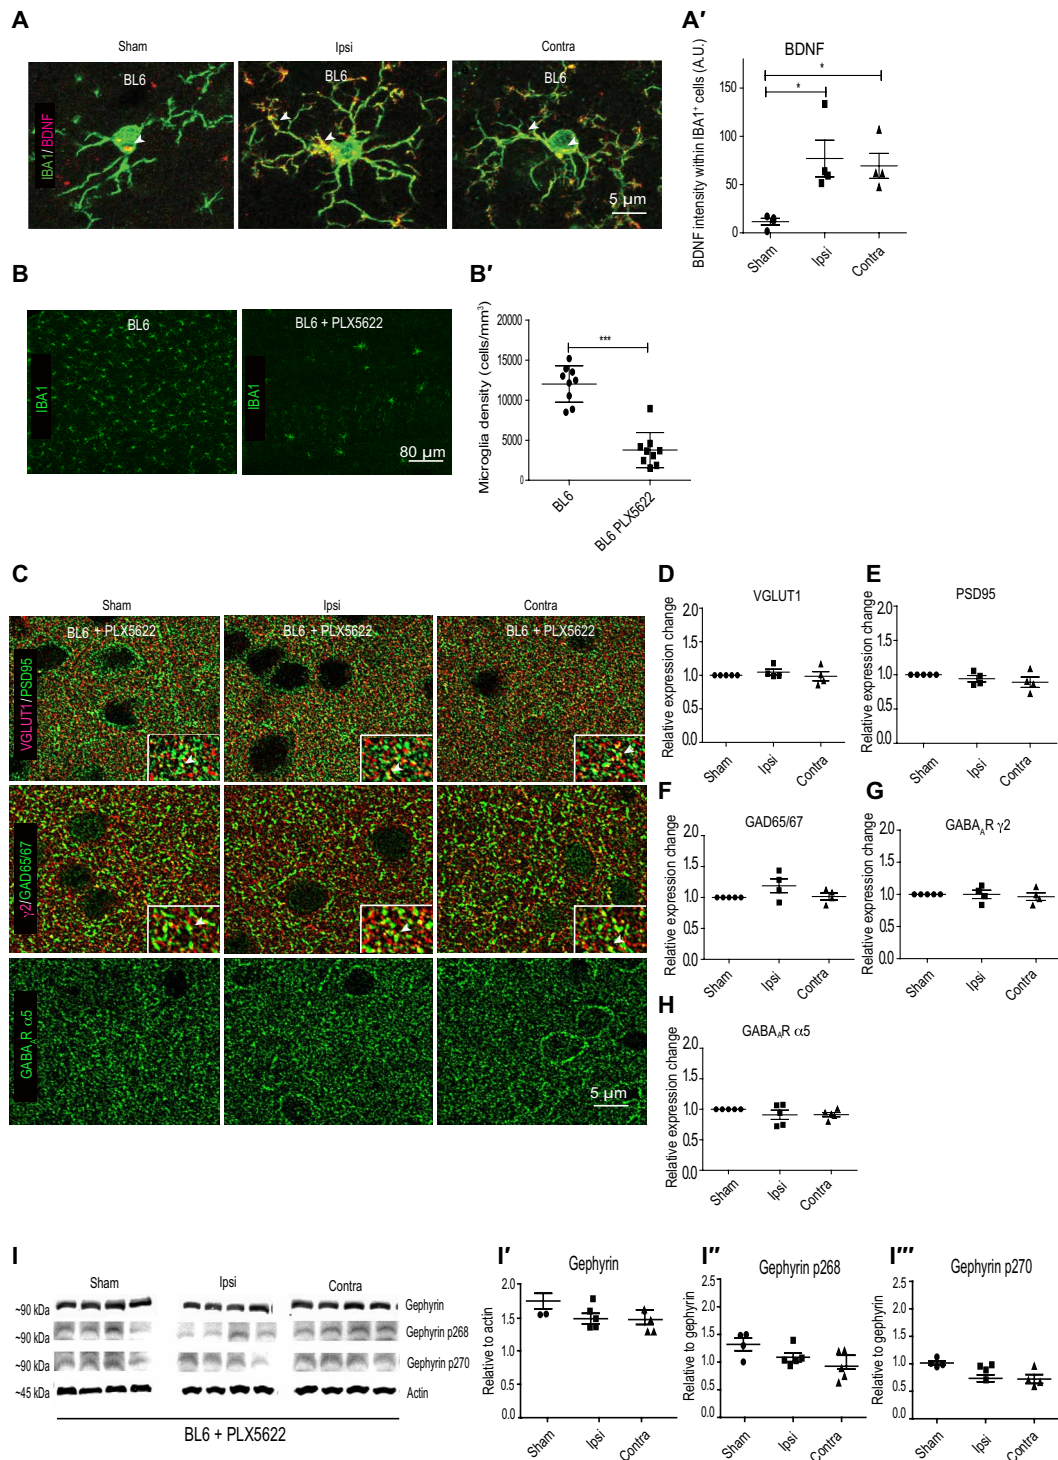 A
Sham
Ipsi
Contra
IBA1/BDNF
BL6
BL6
BL6
5 µm
A′
BDNF
BDNF intensity within IBA1⁺ cells (A.U.)
150
100
50
0
*
*
Sham
Ipsi
Contra
B
IBA1
BL6
IBA1
BL6 + PLX5622
80 µm
B′
Microglia density (cells/mm³)
20000
15000
10000
5000
0
***
BL6
BL6 PLX5622
C
Sham
Ipsi
Contra
VGLUT1/PSD95
BL6 + PLX5622
BL6 + PLX5622
BL6 + PLX5622
γ2/GAD65/67
GABAₐR α5
5 µm
D
VGLUT1
Relative expression change
2.0
1.5
1.0
0.5
0.0
Sham
Ipsi
Contra
E
PSD95
Relative expression change
2.0
1.5
1.0
0.5
0.0
Sham
Ipsi
Contra
F
GAD65/67
Relative expression change
2.0
1.5
1.0
0.5
0.0
Sham
Ipsi
Contra
G
GABAₐR γ2
Relative expression change
2.0
1.5
1.0
0.5
0.0
Sham
Ipsi
Contra
H
GABAₐR α5
Relative expression change
2.0
1.5
1.0
0.5
0.0
Sham
Ipsi
Contra
I
Sham
Ipsi
Contra
~90 kDa
Gephyrin
~90 kDa
Gephyrin p268
~90 kDa
Gephyrin p270
~45 kDa
Actin
BL6 + PLX5622
I′
Gephyrin
Relative to actin
2.0
1.5
1.0
0.5
0.0
Sham
Ipsi
Contra
I″
Gephyrin p268
Relative to gephyrin
2.5
2.0
1.5
1.0
0.5
0.0
Sham
Ipsi
Contra
I‴
Gephyrin p270
Relative to gephyrin
2.5
2.0
1.5
1.0
0.5
0.0
Sham
Ipsi
Contra